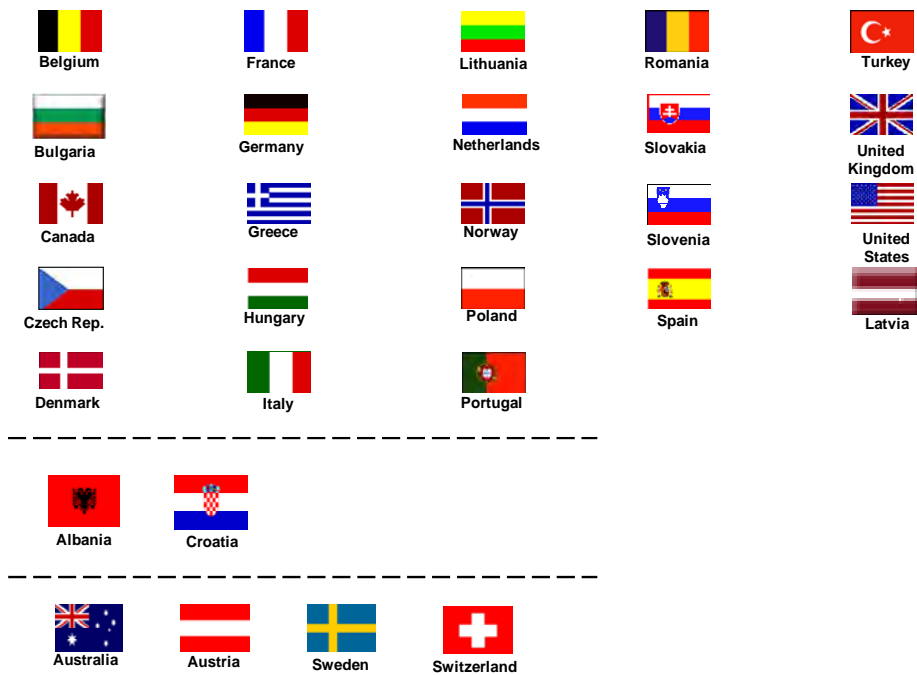 Belgium France Lithuania Romania Turkey
Bulgaria Germany Netherlands Slovakia United
Kingdom
Canada Greece Norway Slovenia United
States
Czech Rep. Hungary Poland Spain Latvia
Denmark Italy Portugal
Albania Croatia
Australia Austria Sweden Switzerland